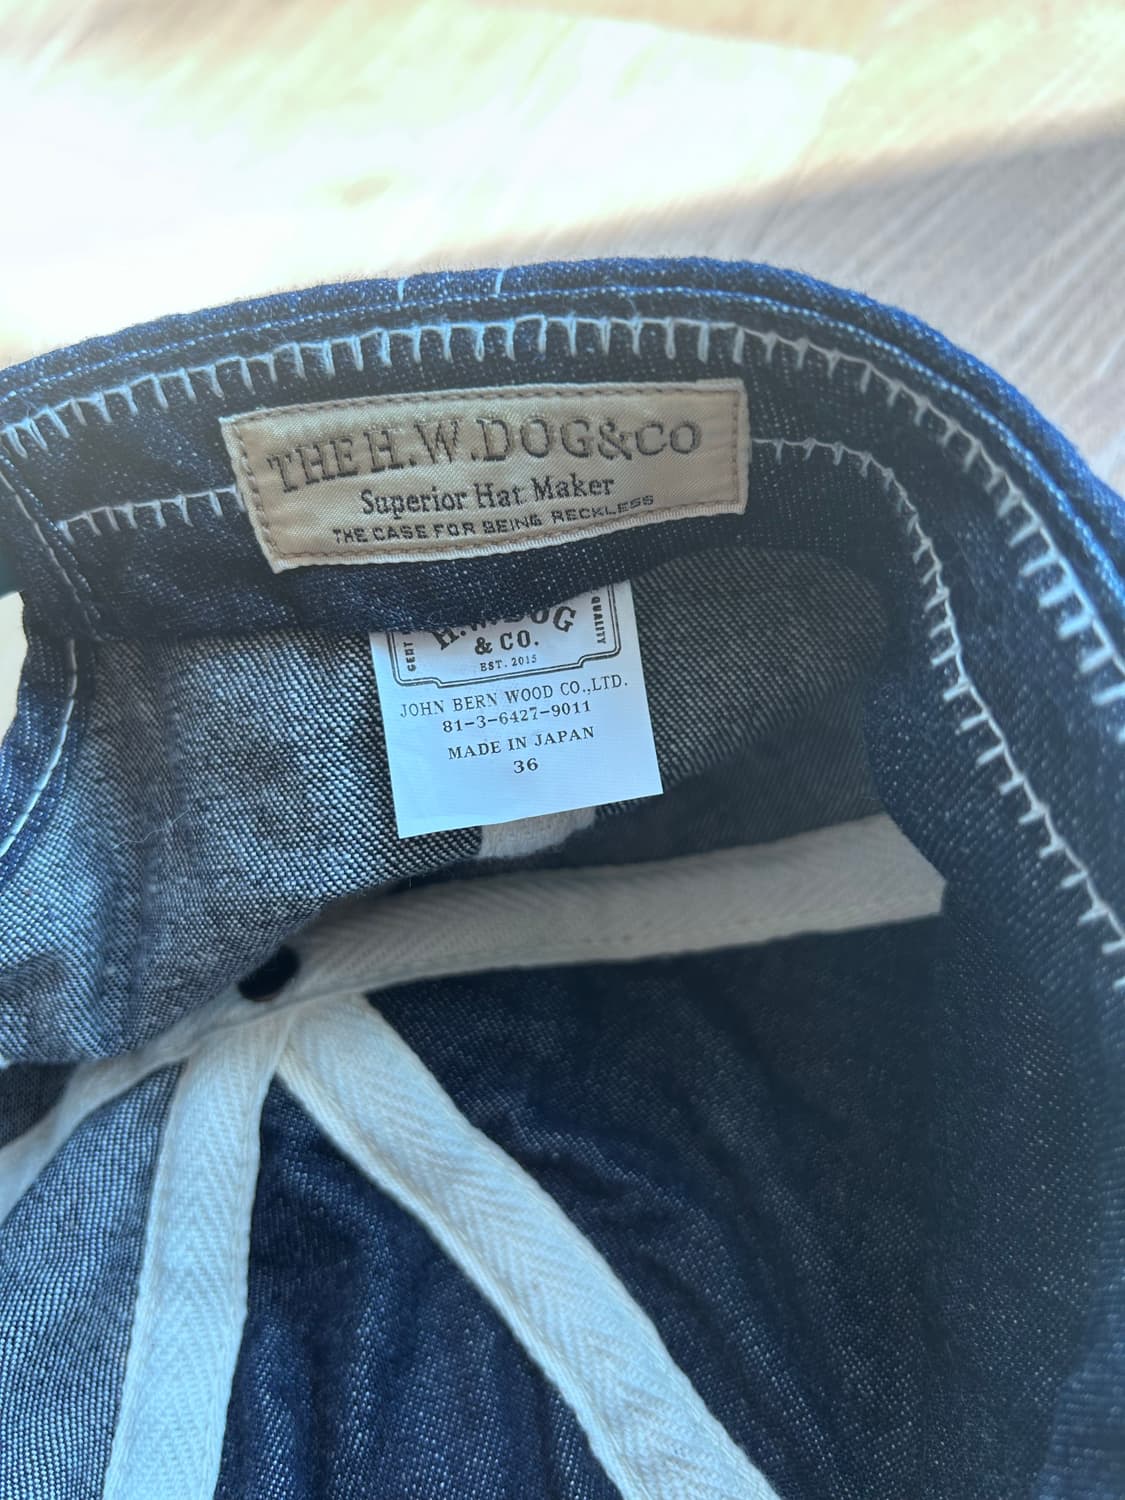 THE H.W.DOG&CO
Superior Hat Maker
THE CASE FOR BEING RECKLESS
H.W.DOG
& CO.
EST. 2015
QUALITY
JOHN BERN WOOD CO.,LTD.
81-3-6427-9011
MADE IN JAPAN
36